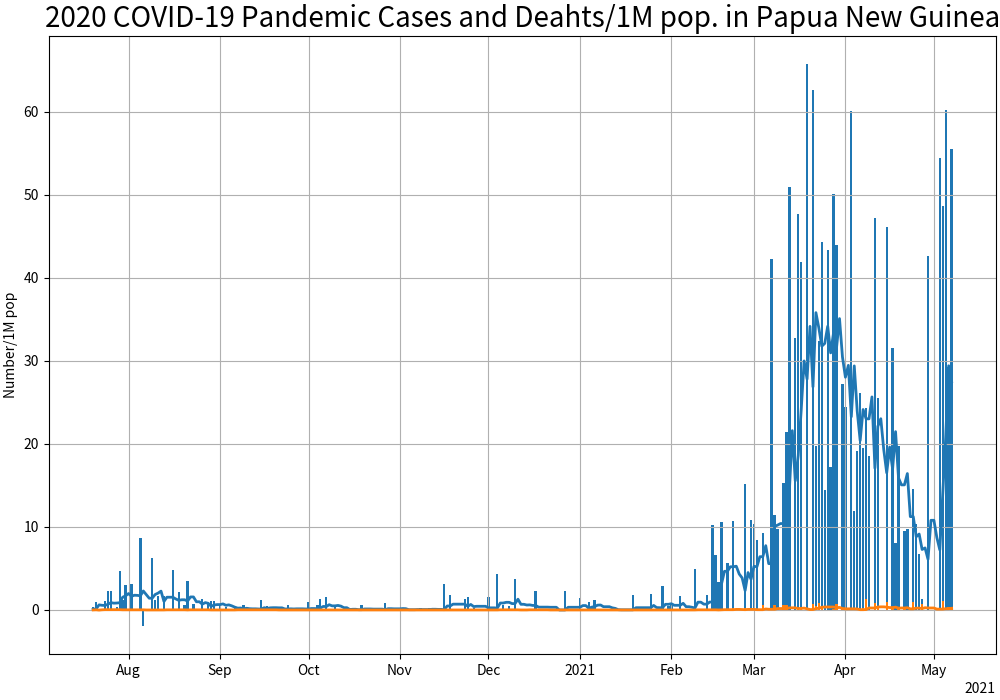 2020 COVID-19 Pandemic Cases and Deahts/1M pop. in Papua New Guinea
Number/1M pop
60
50
40
30
20
10
0
Aug Sep Oct Nov Dec 2021 Feb Mar Apr May
2021